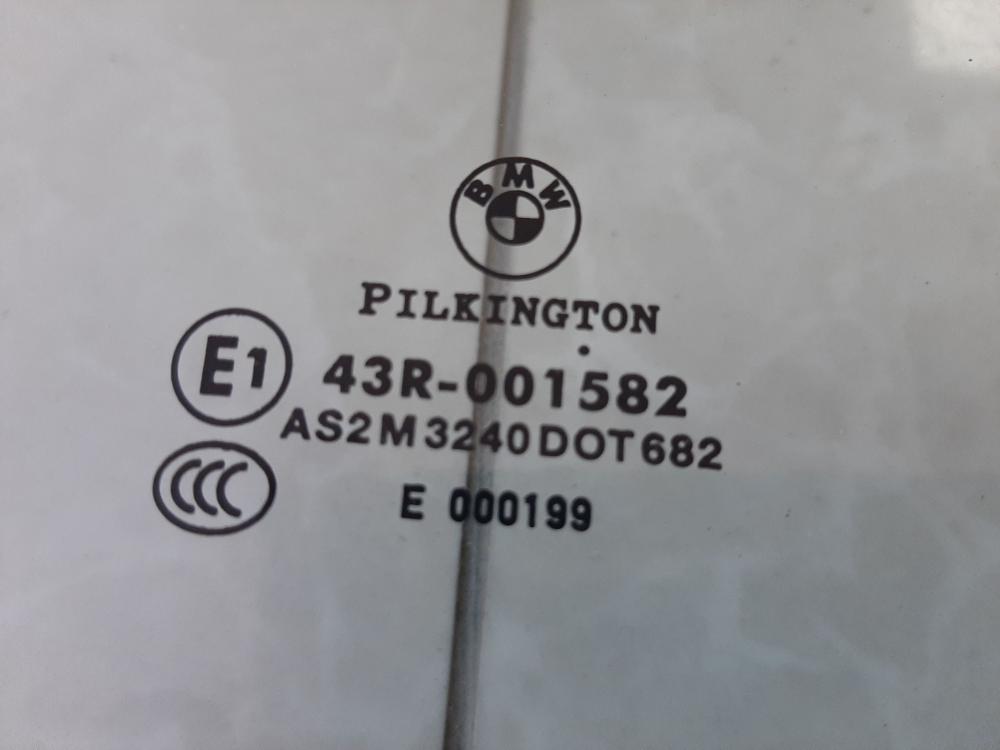 BMW
PILKINGTON
E1 43R-001582
AS2M3240DOT682
CCC
E 000199